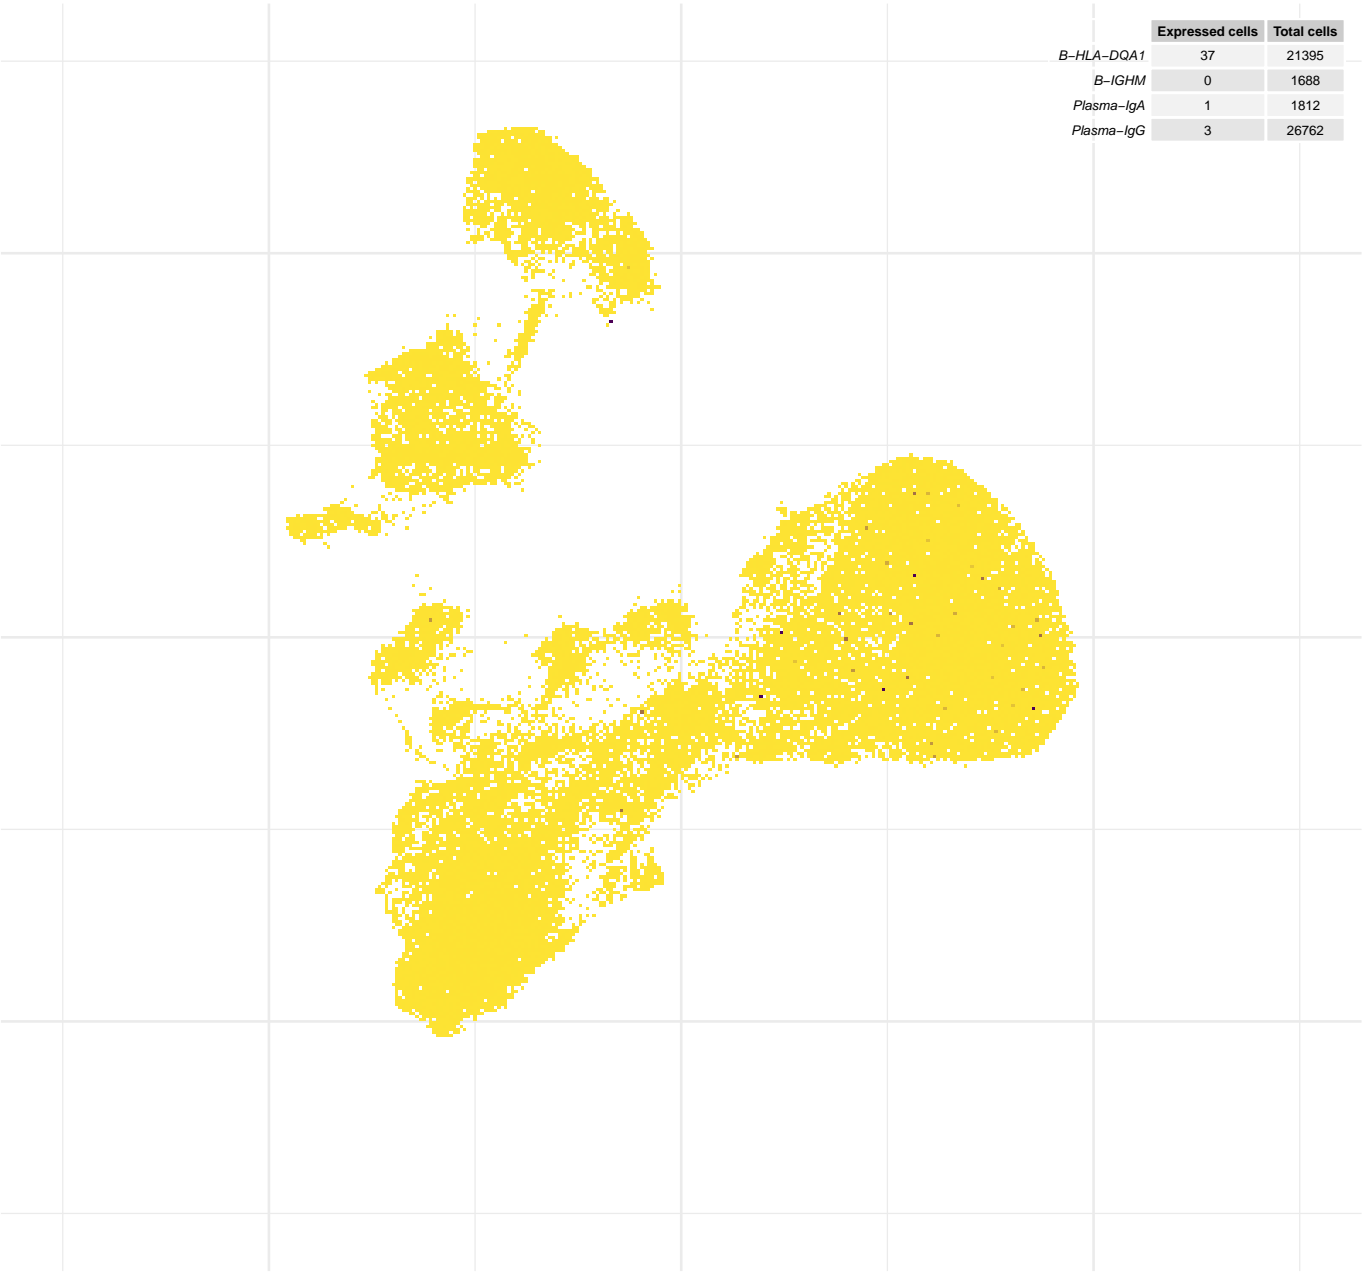 Expressed cells Total cells
B−HLA−DQA1 37 21395
B−IGHM 0 1688
Plasma−IgA 1 1812
Plasma−IgG 3 26762